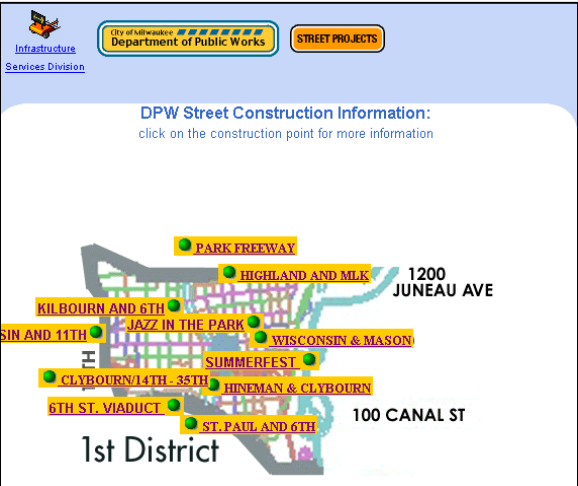 Infrastructure
Services Division
City of Milwaukee
Department of Public Works
STREET PROJECTS
DPW Street Construction Information:
click on the construction point for more information
PARK FREEWAY
HIGHLAND AND MLK
1200
JUNEAU AVE
KILBOURN AND 6TH
JAZZ IN THE PARK
SIN AND 11TH
WISCONSIN & MASON
SUMMERFEST
CLYBOURN/14TH - 35TH
HINEMAN & CLYBOURN
6TH ST. VIADUCT
100 CANAL ST
ST. PAUL AND 6TH
1st District